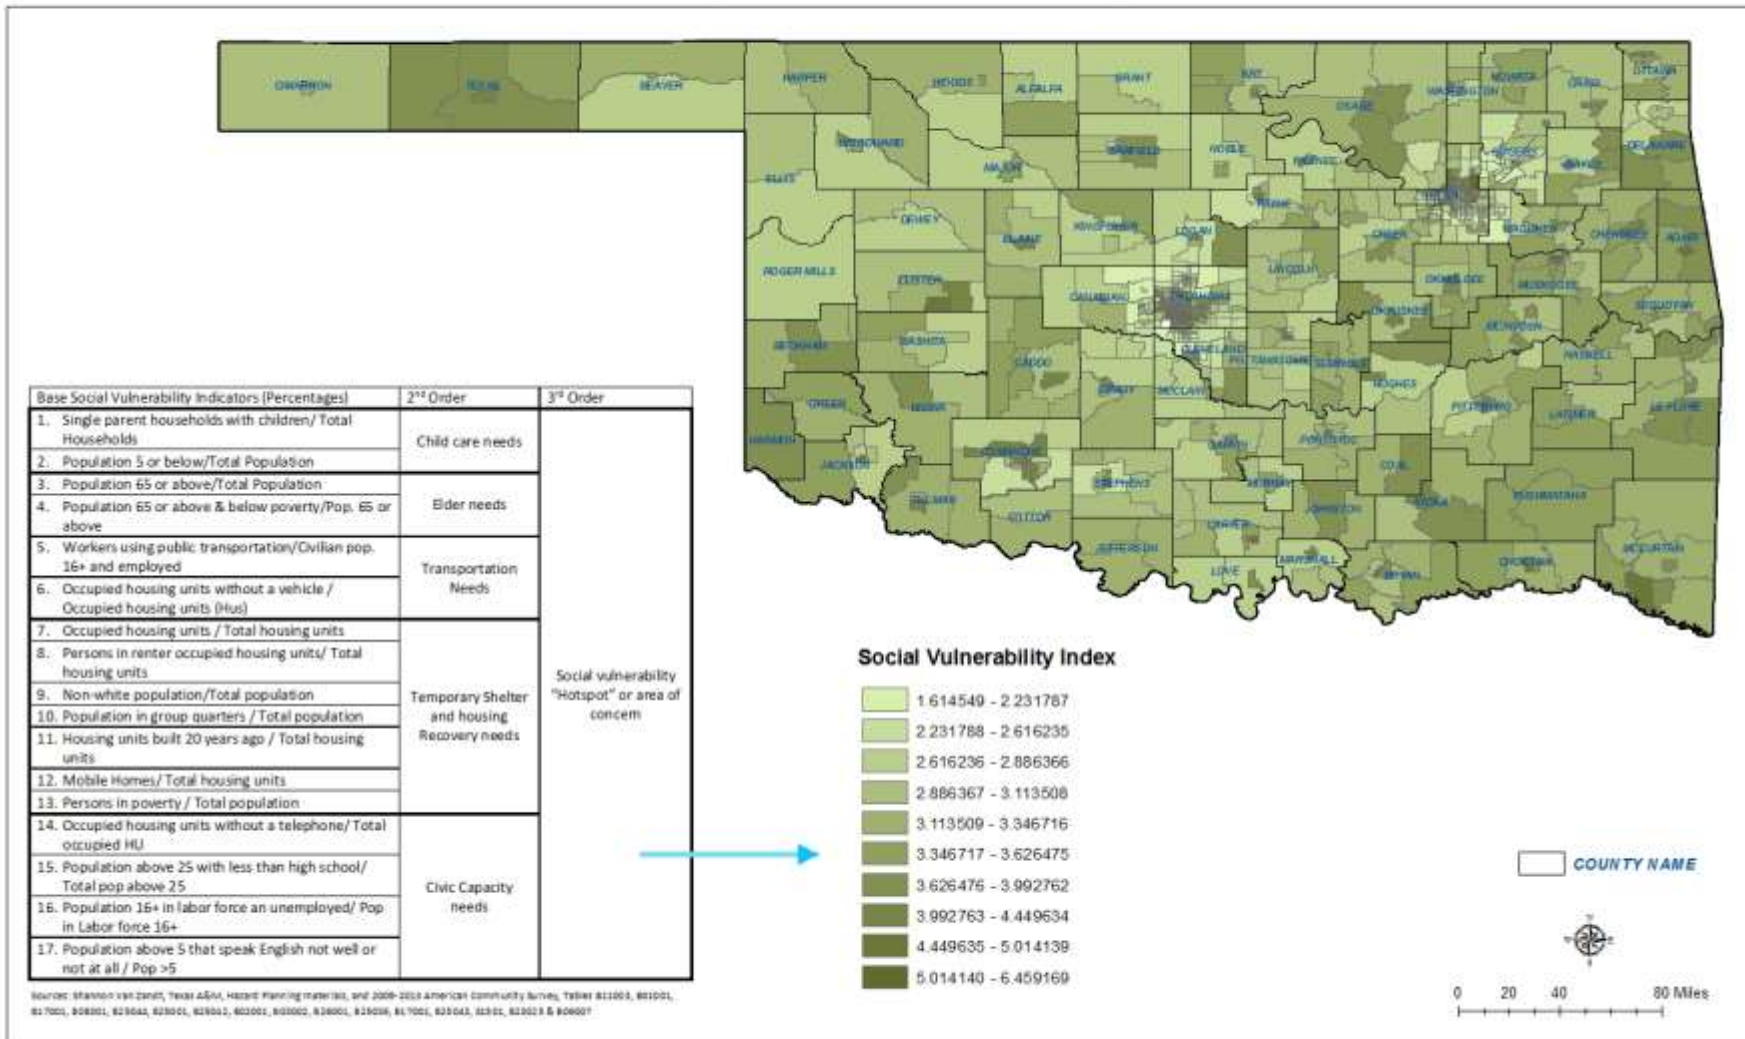 CIMARRON
BEAVER
HARPER
WOODS
ALFALFA
GRANT
KAY
OSAGE
WASHINGTON
NOWATA
CRAIG
OTTAWA
WOODWARD
MAJOR
GARFIELD
NOBLE
PAWNEE
ROGERS
DELAWARE
ELLIS
DEWEY
BLAINE
KINGFISHER
LOGAN
PAYNE
CREEK
WAGONER
CHEROKEE
ADAIR
ROGER MILLS
CUSTER
CANADIAN
OKLAHOMA
LINCOLN
OKMULGEE
MUSKOGEE
SEQUOYAH
BECKHAM
WASHITA
CADDO
GRADY
MCCLAIN
CLEVELAND
POTTAWATOMIE
SEMINOLE
OKFUSKEE
HUGHES
HASKELL
GREER
KIOWA
PITTSBURG
LATIMER
LE FLORE
HARMON
JACKSON
COMANCHE
STEPHENS
GARVIN
PONTOTOC
COAL
TILLMAN
COTTON
MURRAY
JOHNSTON
ATOKA
PUSHMATAHA
JEFFERSON
CARTER
LOVE
MARSHALL
BRYAN
CHOCTAW
MCCURTAIN
Base Social Vulnerability Indicators (Percentages)
2nd Order
3rd Order
1. Single parent households with children/ Total
Households
2. Population 5 or below/Total Population
Child care needs
3. Population 65 or above/Total Population
4. Population 65 or above & below poverty/Pop. 65 or
above
Elder needs
5. Workers using public transportation/Civilian pop.
16+ and employed
6. Occupied housing units without a vehicle /
Occupied housing units (Hus)
Transportation
Needs
7. Occupied housing units / Total housing units
8. Persons in renter occupied housing units/ Total
housing units
9. Non-white population/Total population
10. Population in group quarters / Total population
11. Housing units built 20 years ago / Total housing
units
12. Mobile Homes/ Total housing units
13. Persons in poverty / Total population
Temporary Shelter
and housing
Recovery needs
14. Occupied housing units without a telephone/ Total
occupied HU
15. Population above 25 with less than high school/
Total pop above 25
16. Population 16+ in labor force an unemployed/ Pop
in Labor force 16+
17. Population above 5 that speak English not well or
not at all / Pop >5
Civic Capacity
needs
Social vulnerability
"Hotspot" or area of
concern
Sources: Shannon Van Zandt, Texas A&M, Hazard Planning materials, and 2009-2013 American Community Survey, Tables
Social Vulnerability Index
1.614549 - 2.231787
2.231788 - 2.616235
2.616236 - 2.886366
2.886367 - 3.113508
3.113509 - 3.346716
3.346717 - 3.626475
3.626476 - 3.992762
3.992763 - 4.449634
4.449635 - 5.014139
5.014140 - 6.459169
COUNTY NAME
0 20 40 80 Miles